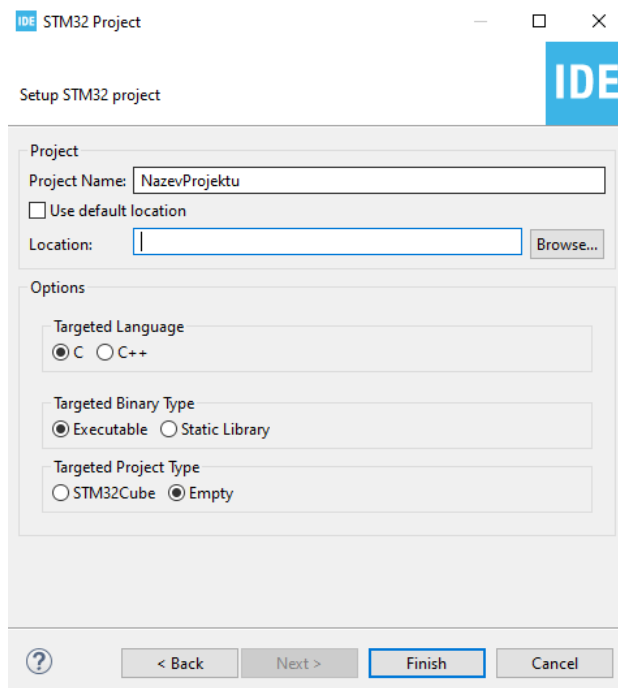 IDE STM32 Project
Setup STM32 project
IDE
Project
Project Name: NazevProjektu
Use default location
Location: Browse...
Options
Targeted Language
C C++
Targeted Binary Type
Executable Static Library
Targeted Project Type
STM32Cube Empty
? < Back Next > Finish Cancel